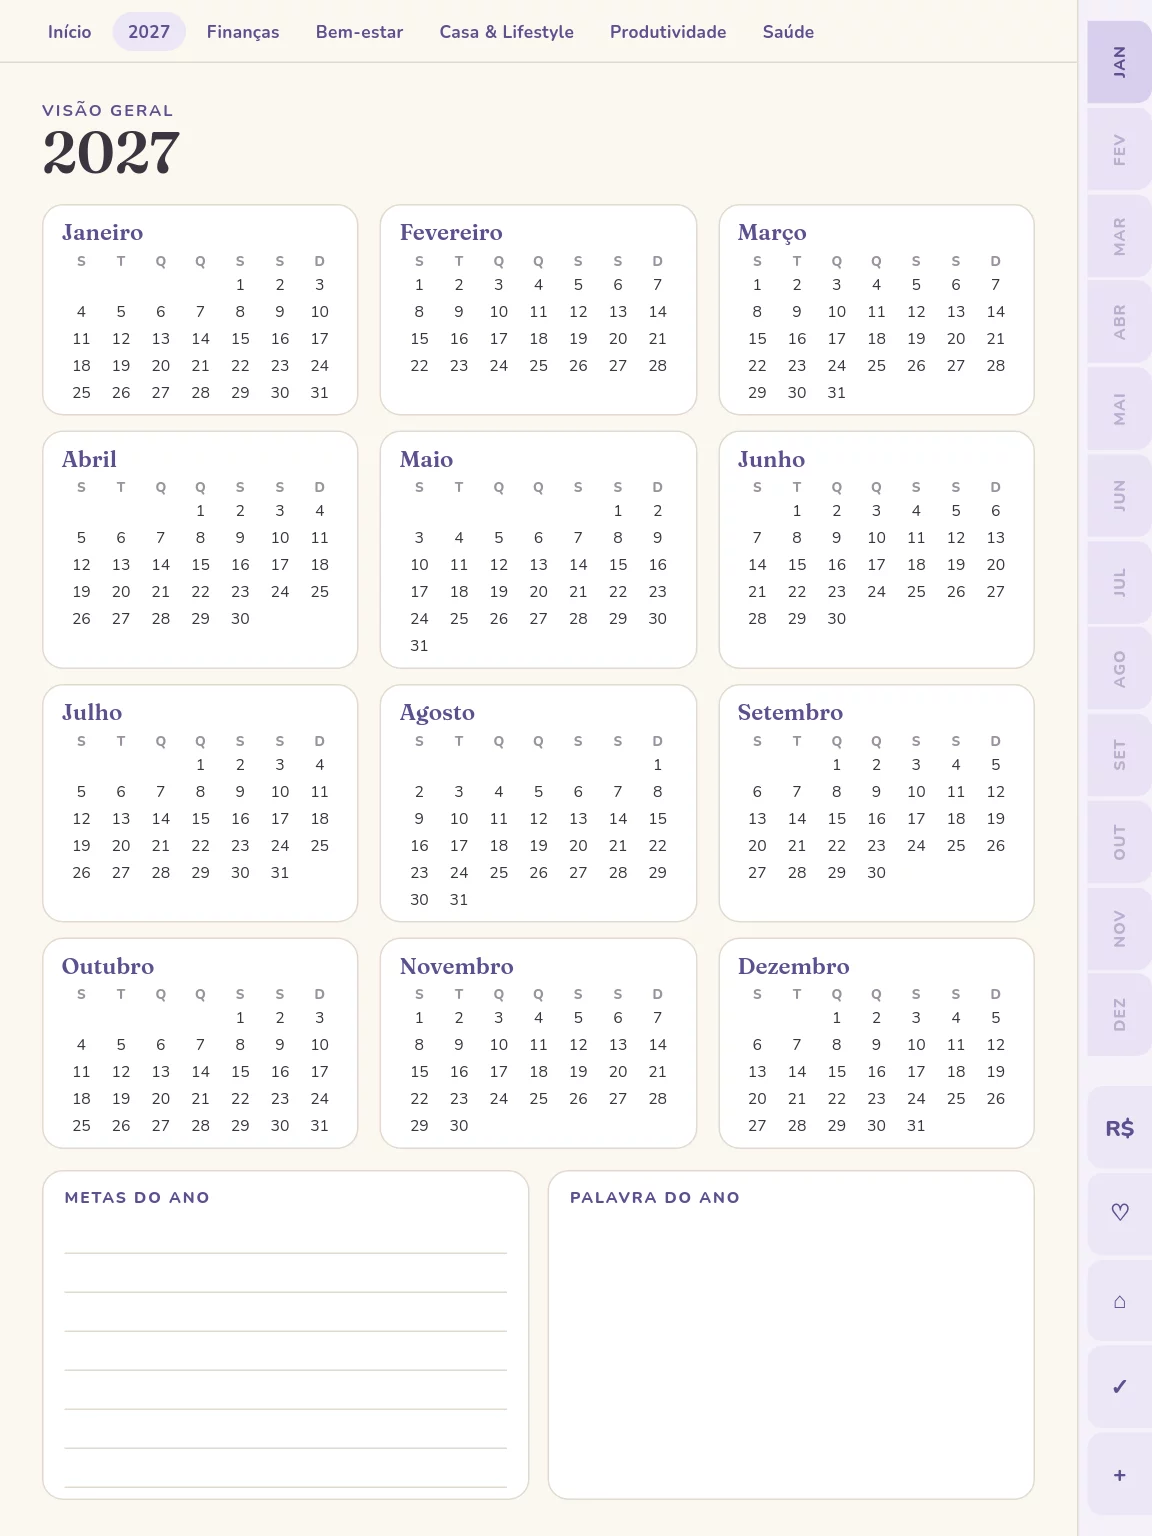 Início 2027 Finanças Bem-estar Casa & Lifestyle Produtividade Saúde
VISÃO GERAL
2027
Janeiro
S T Q Q S S D
1 2 3
4 5 6 7 8 9 10
11 12 13 14 15 16 17
18 19 20 21 22 23 24
25 26 27 28 29 30 31
Fevereiro
S T Q Q S S D
1 2 3 4 5 6 7
8 9 10 11 12 13 14
15 16 17 18 19 20 21
22 23 24 25 26 27 28
Março
S T Q Q S S D
1 2 3 4 5 6 7
8 9 10 11 12 13 14
15 16 17 18 19 20 21
22 23 24 25 26 27 28
29 30 31
Abril
S T Q Q S S D
1 2 3 4
5 6 7 8 9 10 11
12 13 14 15 16 17 18
19 20 21 22 23 24 25
26 27 28 29 30
Maio
S T Q Q S S D
1 2
3 4 5 6 7 8 9
10 11 12 13 14 15 16
17 18 19 20 21 22 23
24 25 26 27 28 29 30
31
Junho
S T Q Q S S D
1 2 3 4 5 6
7 8 9 10 11 12 13
14 15 16 17 18 19 20
21 22 23 24 25 26 27
28 29 30
Julho
S T Q Q S S D
1 2 3 4
5 6 7 8 9 10 11
12 13 14 15 16 17 18
19 20 21 22 23 24 25
26 27 28 29 30 31
Agosto
S T Q Q S S D
1
2 3 4 5 6 7 8
9 10 11 12 13 14 15
16 17 18 19 20 21 22
23 24 25 26 27 28 29
30 31
Setembro
S T Q Q S S D
1 2 3 4 5
6 7 8 9 10 11 12
13 14 15 16 17 18 19
20 21 22 23 24 25 26
27 28 29 30
Outubro
S T Q Q S S D
1 2 3
4 5 6 7 8 9 10
11 12 13 14 15 16 17
18 19 20 21 22 23 24
25 26 27 28 29 30 31
Novembro
S T Q Q S S D
1 2 3 4 5 6 7
8 9 10 11 12 13 14
15 16 17 18 19 20 21
22 23 24 25 26 27 28
29 30
Dezembro
S T Q Q S S D
1 2 3 4 5
6 7 8 9 10 11 12
13 14 15 16 17 18 19
20 21 22 23 24 25 26
27 28 29 30 31
METAS DO ANO
PALAVRA DO ANO
JAN
FEV
MAR
ABR
MAI
JUN
JUL
AGO
SET
OUT
NOV
DEZ
R$
♡
⌂
✓
+